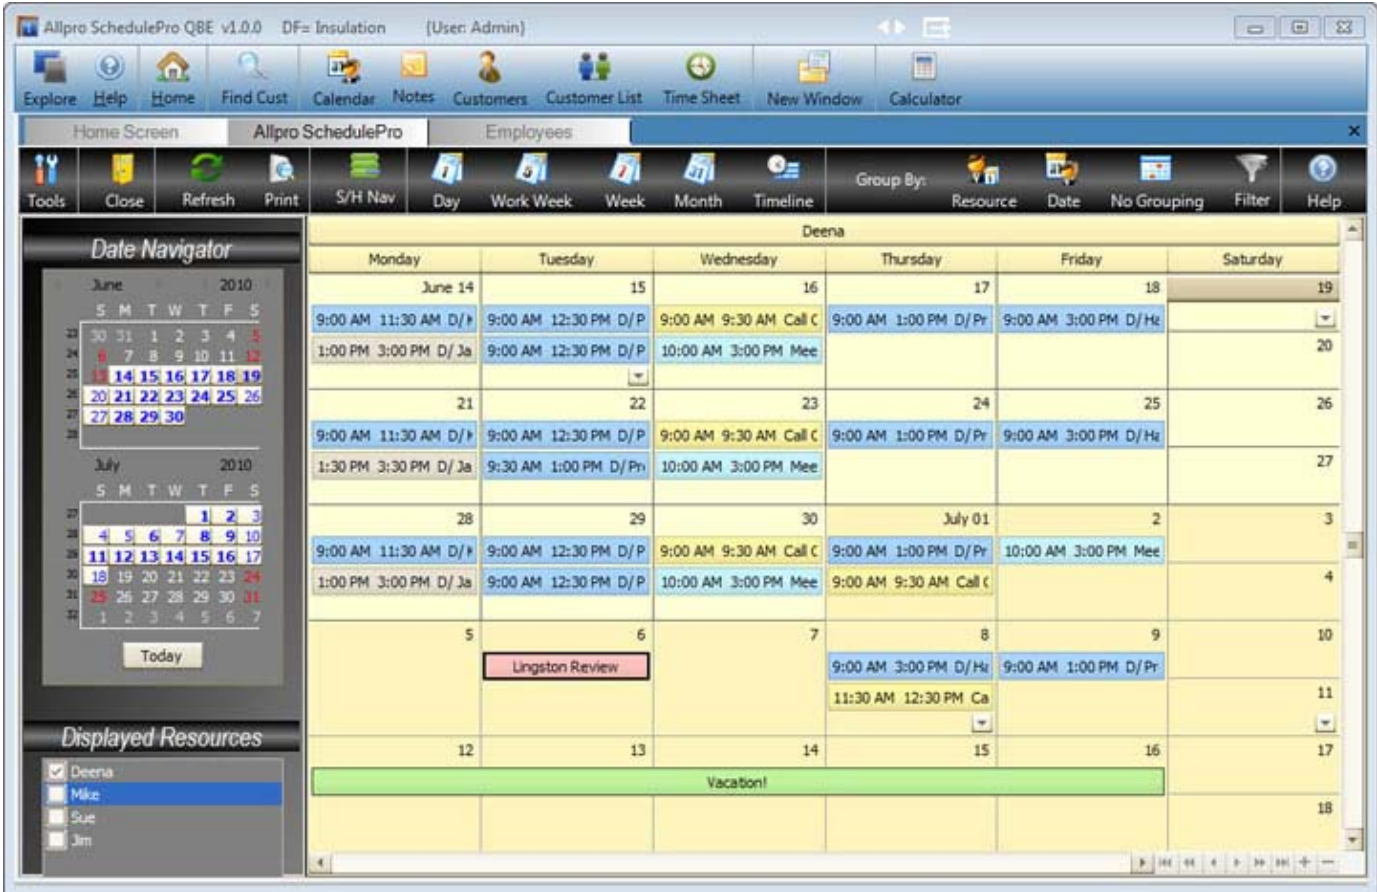 Allpro SchedulePro QBE v1.0.0 DF= Insulation (User: Admin)
Explore Help Home Find Cust Calendar Notes Customers Customer List Time Sheet New Window Calculator
Home Screen Allpro SchedulePro Employees
Tools Close Refresh Print S/H Nav Day Work Week Week Month Timeline Group By: Resource Date No Grouping Filter Help
Date Navigator
June 2010
S M T W T F S
23 30 31 1 2 3 4 5
24 6 7 8 9 10 11 12
25 13 14 15 16 17 18 19
26 20 21 22 23 24 25 26
27 27 28 29 30
28
July 2010
S M T W T F S
27 1 2 3
28 4 5 6 7 8 9 10
29 11 12 13 14 15 16 17
30 18 19 20 21 22 23 24
31 25 26 27 28 29 30 31
32 1 2 3 4 5 6 7
Today
Displayed Resources
Deena
Mike
Sue
Jim
Deena
Monday Tuesday Wednesday Thursday Friday Saturday
June 14 15 16 17 18 19
9:00 AM 11:30 AM D/ 9:00 AM 12:30 PM D/ P 9:00 AM 9:30 AM Call C 9:00 AM 1:00 PM D/ Pr 9:00 AM 3:00 PM D/ Ha
1:00 PM 3:00 PM D/ Ja 9:00 AM 12:30 PM D/ P 10:00 AM 3:00 PM Mee 20
21 22 23 24 25 26
9:00 AM 11:30 AM D/ 9:00 AM 12:30 PM D/ P 9:00 AM 9:30 AM Call C 9:00 AM 1:00 PM D/ Pr 9:00 AM 3:00 PM D/ Ha
1:30 PM 3:30 PM D/ Ja 9:30 AM 1:00 PM D/ Pr 10:00 AM 3:00 PM Mee 27
28 29 30 July 01 2 3
9:00 AM 11:30 AM D/ 9:00 AM 12:30 PM D/ P 9:00 AM 9:30 AM Call C 9:00 AM 1:00 PM D/ Pr 10:00 AM 3:00 PM Mee
1:00 PM 3:00 PM D/ Ja 9:00 AM 12:30 PM D/ P 10:00 AM 3:00 PM Mee 9:00 AM 9:30 AM Call C 4
5 6 7 8 9 10
Lingston Review 9:00 AM 3:00 PM D/ Ha 9:00 AM 1:00 PM D/ Pr
11:30 AM 12:30 PM Ca 11
12 13 14 15 16 17
Vacation!
18